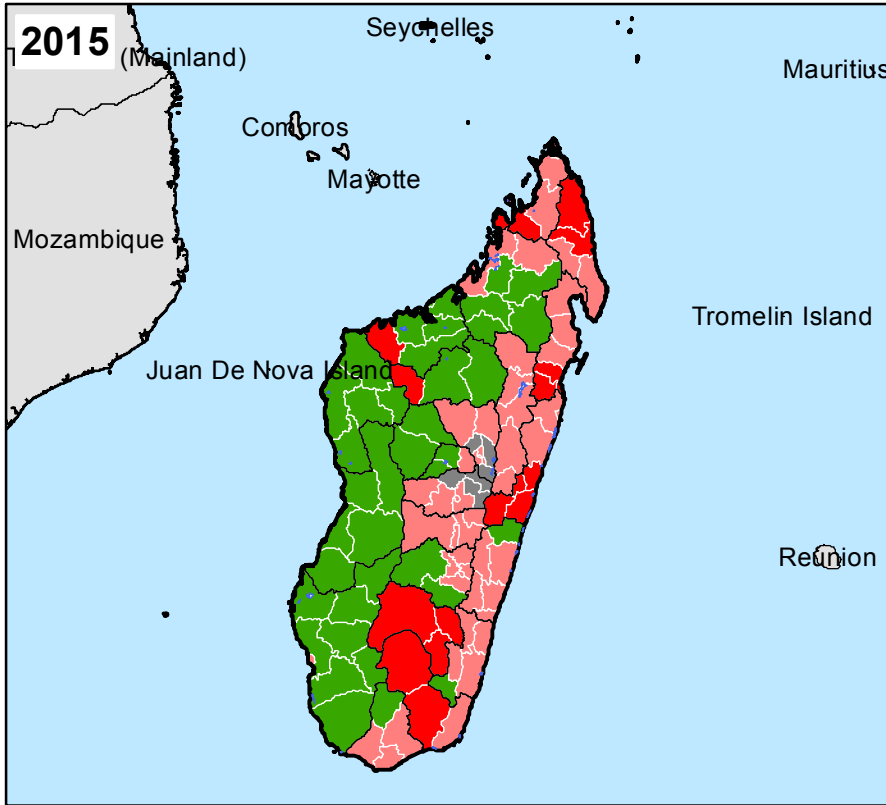 2015
Seychelles
(Mainland)
Mauritius
Comoros
Mayotte
Mozambique
Tromelin Island
Juan De Nova Island
Reunion